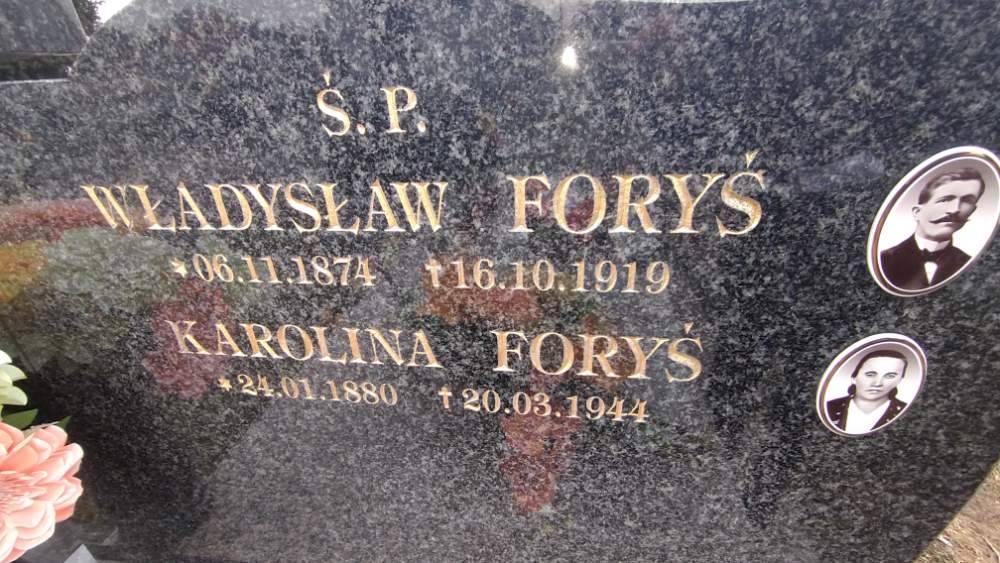 Ś. P.
WŁADYSŁAW FORYŚ
*06.11.1874 †16.10.1919
KAROLINA FORYŚ
*24.01.1880 †20.03.1944